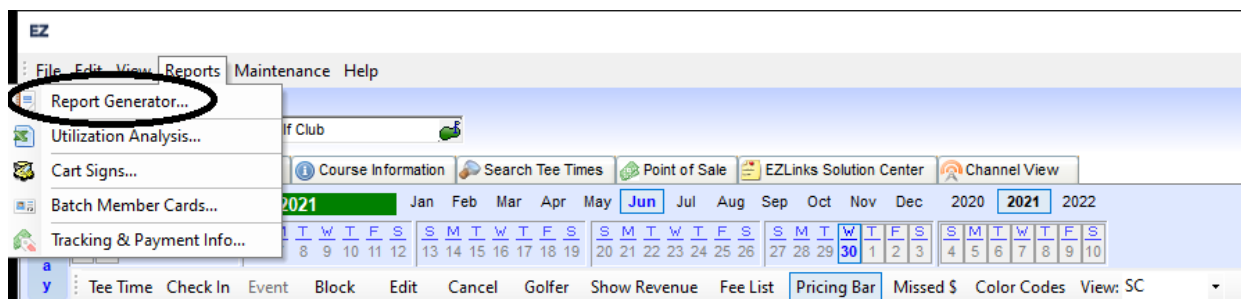 EZ
File Edit View Reports Maintenance Help
Report Generator...
Utilization Analysis...
lf Club
Cart Signs...
Course Information Search Tee Times Point of Sale EZLinks Solution Center Channel View
Batch Member Cards...
2021 Jan Feb Mar Apr May Jun Jul Aug Sep Oct Nov Dec 2020 2021 2022
Tracking & Payment Info...
T W T F S S M T W T F S S M T W T F S S M T W T F S S M T W T F S
8 9 10 11 12 13 14 15 16 17 18 19 20 21 22 23 24 25 26 27 28 29 30 1 2 3 4 5 6 7 8 9 10
a
y Tee Time Check In Event Block Edit Cancel Golfer Show Revenue Fee List Pricing Bar Missed $ Color Codes View: SC